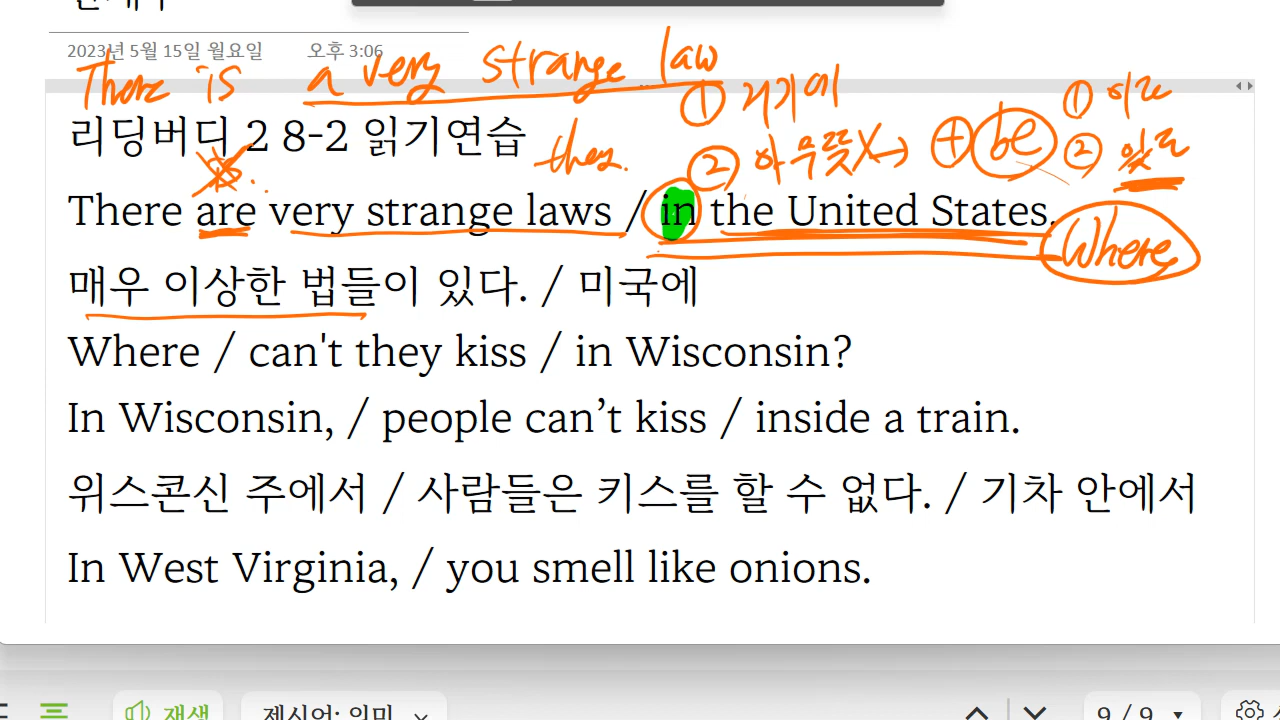 2023년 5월 15일 월요일 오후 3:06
There is a very strange law
① 거기에 ① 이다
리딩버디 2 8-2 읽기연습 they.
② 아무뜻X→ + be ② 있다
There are very strange laws / in the United States.
Where
매우 이상한 법들이 있다. / 미국에
Where / can't they kiss / in Wisconsin?
In Wisconsin, / people can’t kiss / inside a train.
위스콘신 주에서 / 사람들은 키스를 할 수 없다. / 기차 안에서
In West Virginia, / you smell like onions.
재생 제시어: 의미 9 / 9